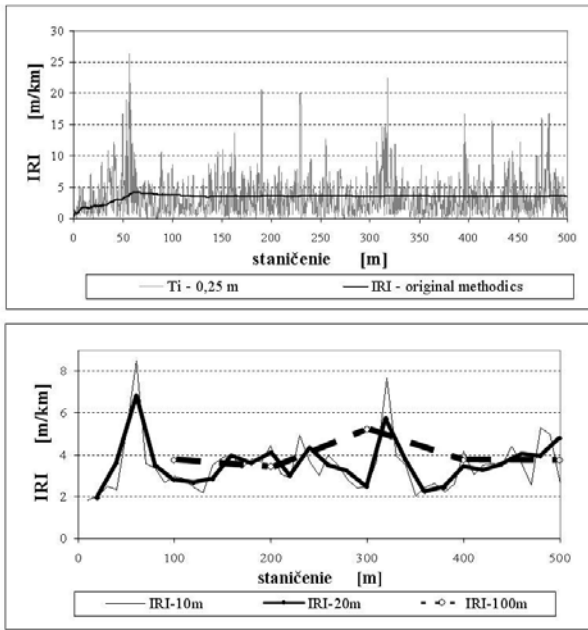 30
25
20
15
10
5
0
IRI [m/km]
0 50 100 150 200 250 300 350 400 450 500
staničenie [m]
Ti - 0,25 m IRI - original methodics
8
6
4
2
0
IRI [m/km]
0 100 200 300 400 500
staničenie [m]
IRI-10m IRI-20m IRI-100m